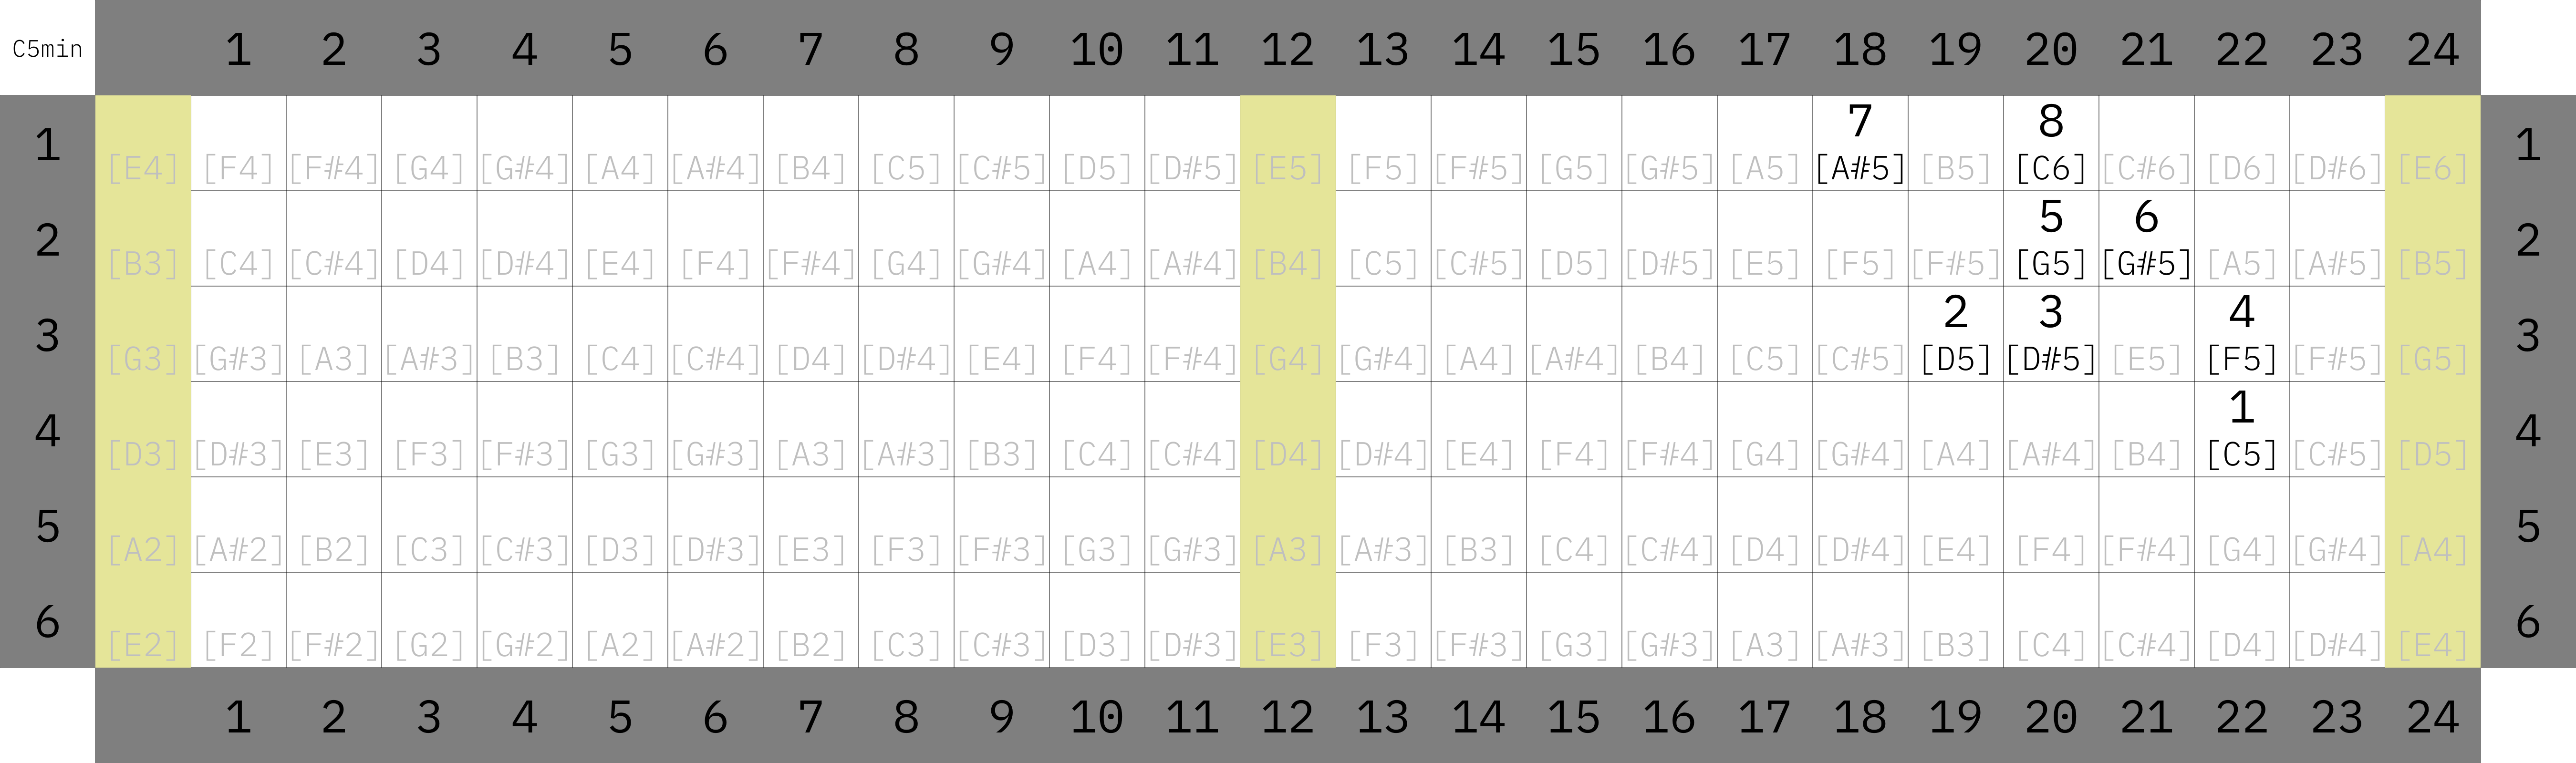 C5min 1 2 3 4 5 6 7 8 9 10 11 12 13 14 15 16 17 18 19 20 21 22 23 24
7 8
1 [E4] [F4] [F#4] [G4] [G#4] [A4] [A#4] [B4] [C5] [C#5] [D5] [D#5] [E5] [F5] [F#5] [G5] [G#5] [A5] [A#5] [B5] [C6] [C#6] [D6] [D#6] [E6] 1
5 6
2 [B3] [C4] [C#4] [D4] [D#4] [E4] [F4] [F#4] [G4] [G#4] [A4] [A#4] [B4] [C5] [C#5] [D5] [D#5] [E5] [F5] [F#5] [G5] [G#5] [A5] [A#5] [B5] 2
2 3 4
3 [G3] [G#3] [A3] [A#3] [B3] [C4] [C#4] [D4] [D#4] [E4] [F4] [F#4] [G4] [G#4] [A4] [A#4] [B4] [C5] [C#5] [D5] [D#5] [E5] [F5] [F#5] [G5] 3
1
4 [D3] [D#3] [E3] [F3] [F#3] [G3] [G#3] [A3] [A#3] [B3] [C4] [C#4] [D4] [D#4] [E4] [F4] [F#4] [G4] [G#4] [A4] [A#4] [B4] [C5] [C#5] [D5] 4
5 [A2] [A#2] [B2] [C3] [C#3] [D3] [D#3] [E3] [F3] [F#3] [G3] [G#3] [A3] [A#3] [B3] [C4] [C#4] [D4] [D#4] [E4] [F4] [F#4] [G4] [G#4] [A4] 5
6 [E2] [F2] [F#2] [G2] [G#2] [A2] [A#2] [B2] [C3] [C#3] [D3] [D#3] [E3] [F3] [F#3] [G3] [G#3] [A3] [A#3] [B3] [C4] [C#4] [D4] [D#4] [E4] 6
1 2 3 4 5 6 7 8 9 10 11 12 13 14 15 16 17 18 19 20 21 22 23 24